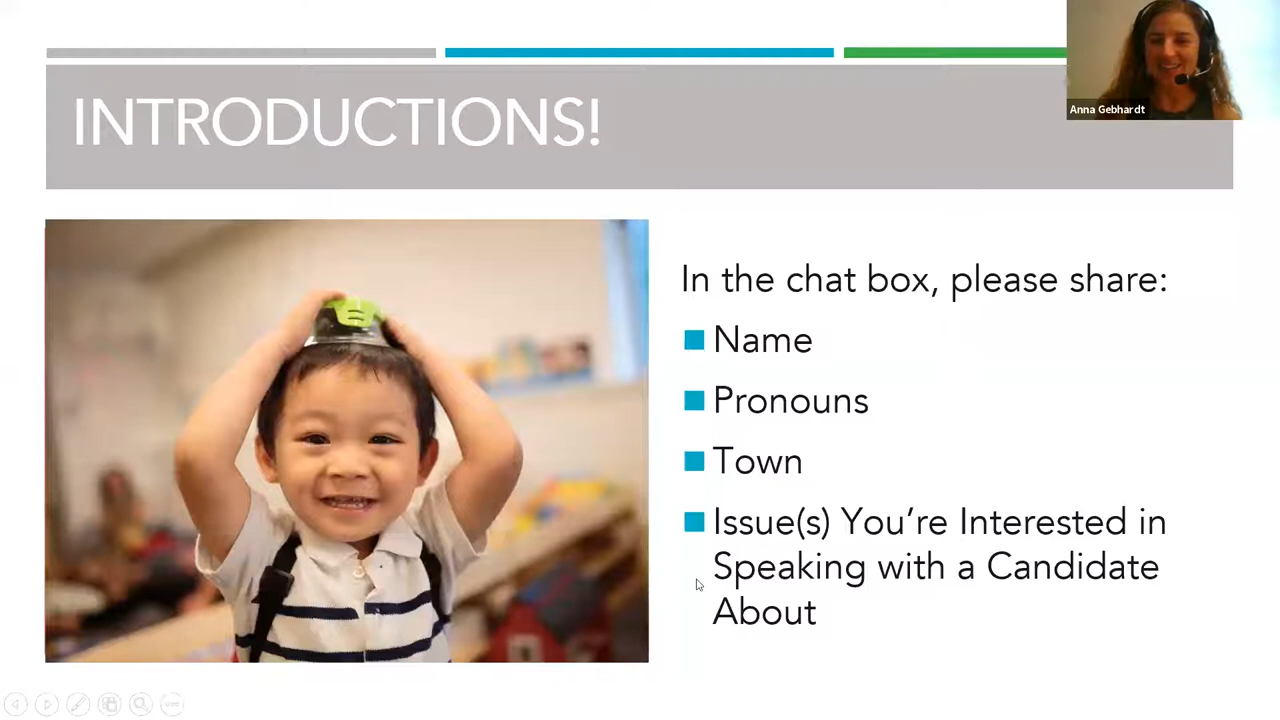 INTRODUCTIONS!
Anna Gebhardt
In the chat box, please share:
Name
Pronouns
Town
Issue(s) You’re Interested in
Speaking with a Candidate
About